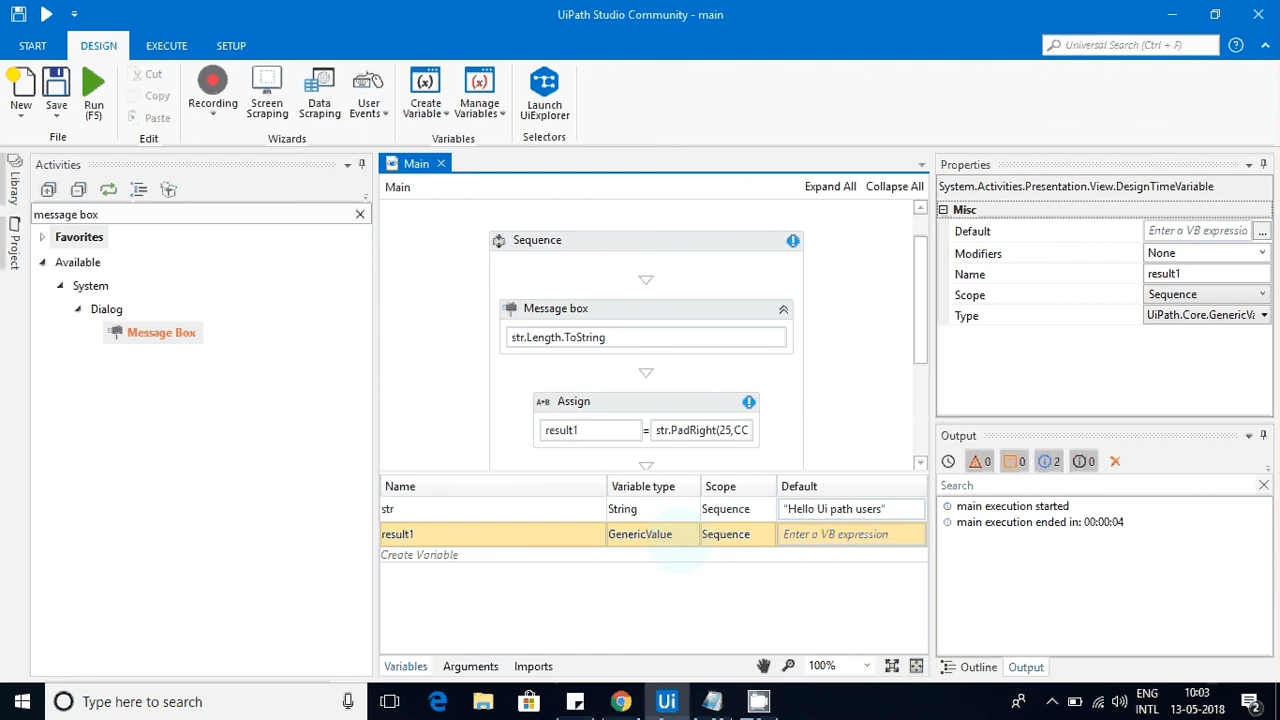 UiPath Studio Community - main
START DESIGN EXECUTE SETUP
Universal Search (Ctrl + F)
New Save Run (F5)
Cut
Copy
Paste
Recording Screen Scraping Data Scraping User Events
Create Variable Manage Variables
Launch UiExplorer
File Edit Wizards Variables Selectors
Library
Project
Activities
message box
Favorites
Available
System
Dialog
Message Box
Main
Main Expand All Collapse All
Sequence
Message box
str.Length.ToString
A+B Assign
result1 = str.PadRight(25,CC
Name Variable type Scope Default
str String Sequence "Hello Ui path users"
result1 GenericValue Sequence Enter a VB expression
Create Variable
Variables Arguments Imports 100%
Properties
System.Activities.Presentation.View.DesignTimeVariable
Misc
Default Enter a VB expressio ...
Modifiers None
Name result1
Scope Sequence
Type UiPath.Core.GenericVa
Output
0 0 2 0
Search
main execution started
main execution ended in: 00:00:04
Outline Output
Type here to search
Ui
ENG
INTL
10:03
13-05-2018
2